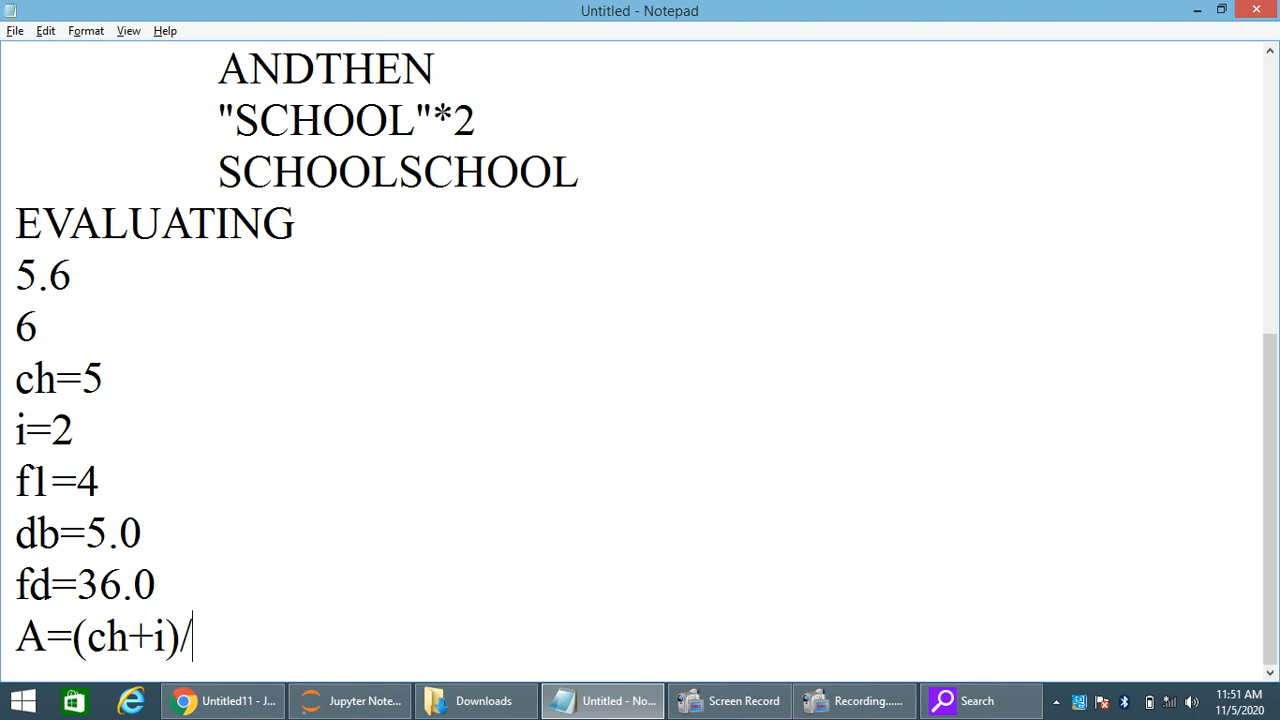 Untitled - Notepad
File Edit Format View Help
ANDTHEN
"SCHOOL"*2
SCHOOLSCHOOL
EVALUATING
5.6
6
ch=5
i=2
f1=4
db=5.0
fd=36.0
A=(ch+i)/
Untitled11 - J... Jupyter Note... Downloads Untitled - No... Screen Record Recording...... Search
11:51 AM
11/5/2020